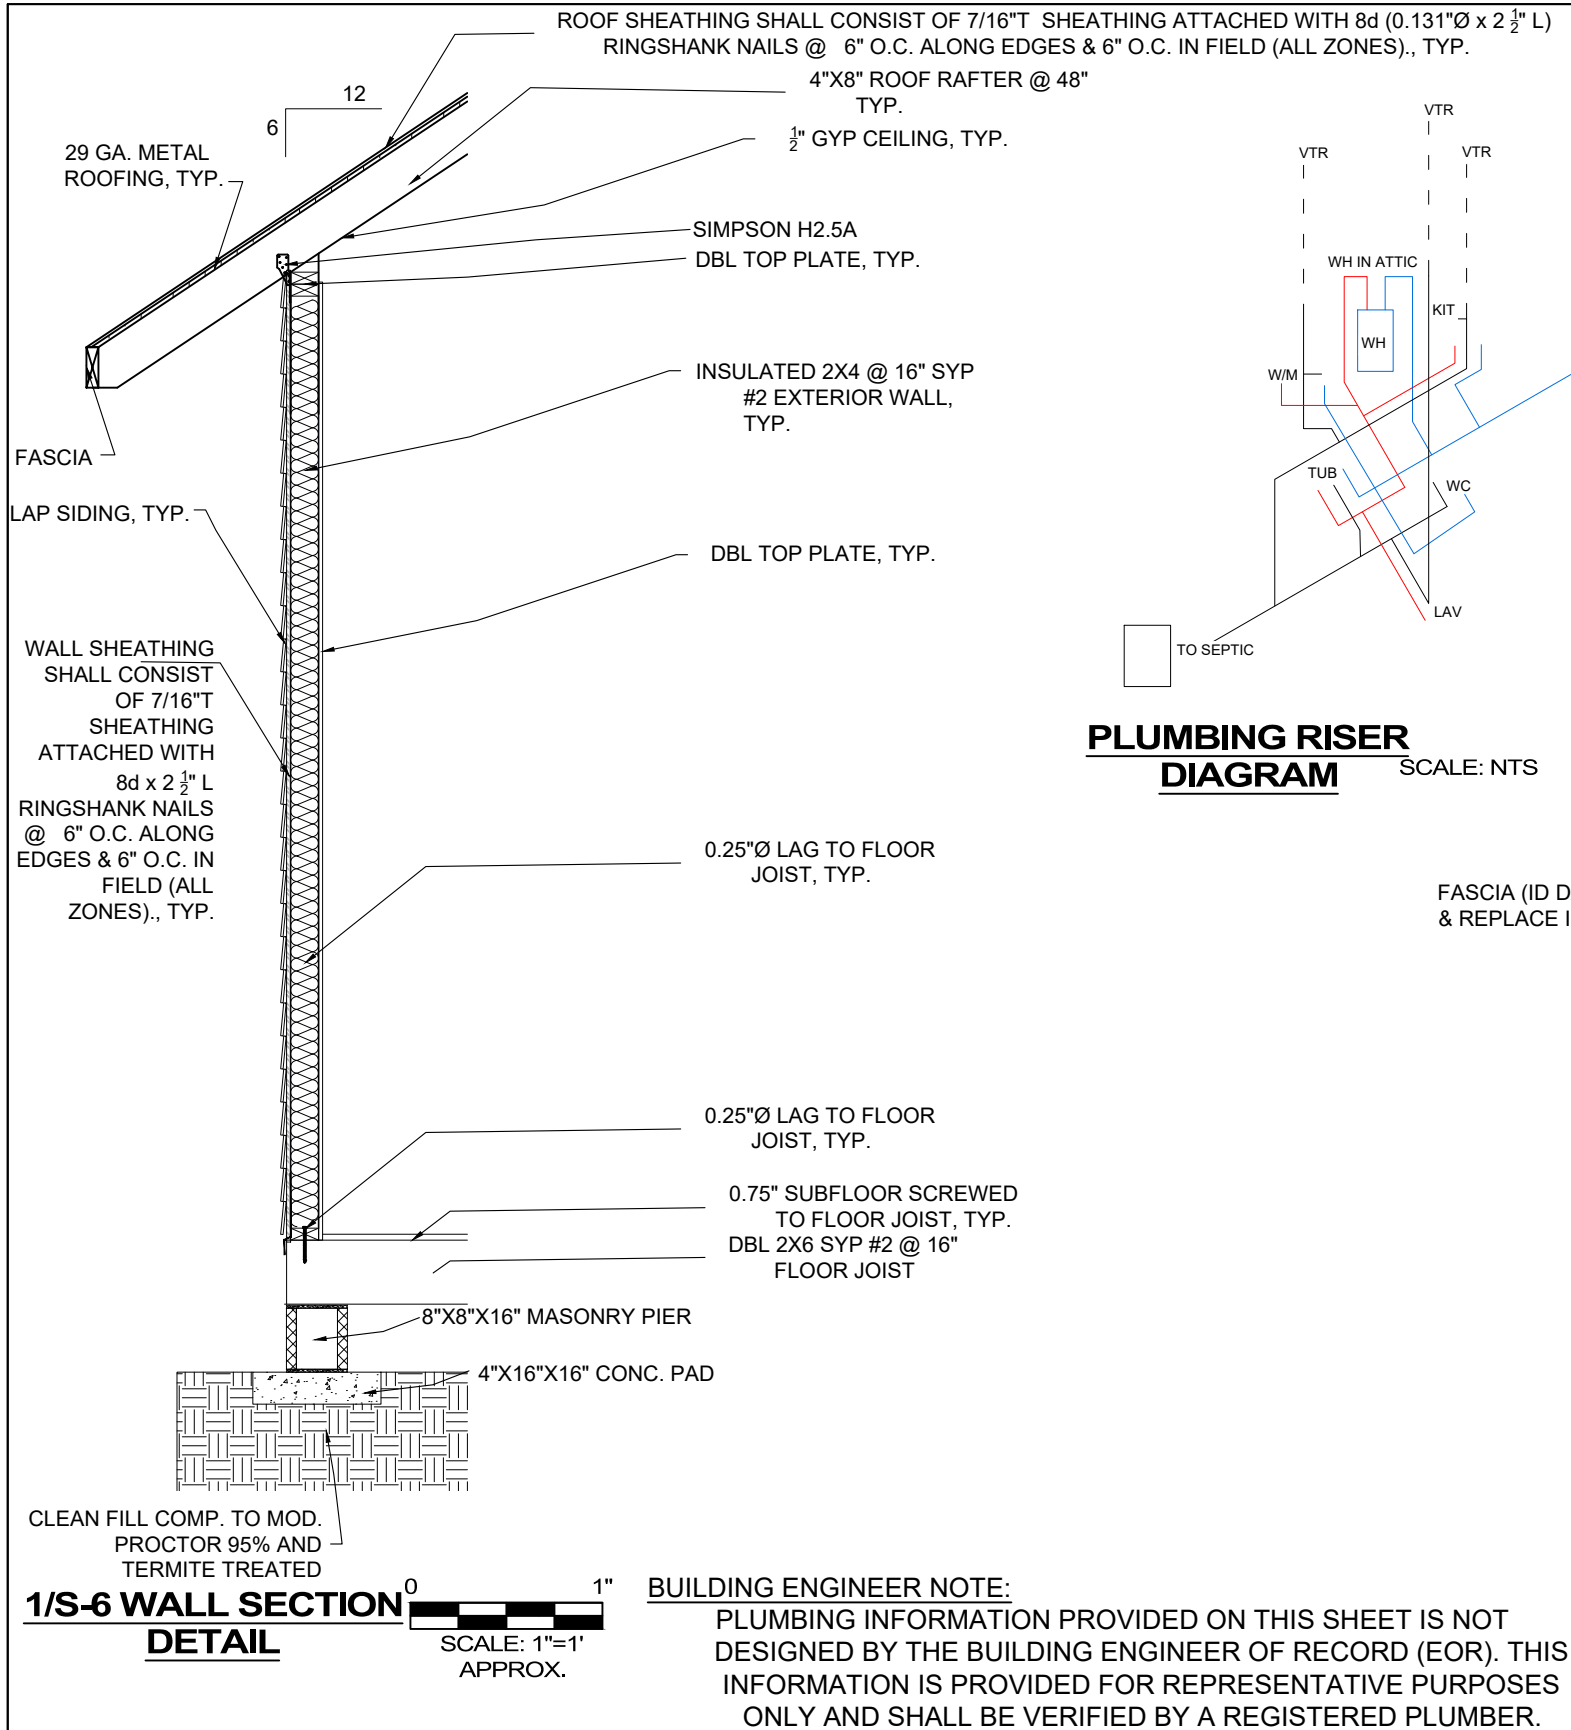 ROOF SHEATHING SHALL CONSIST OF 7/16"T SHEATHING ATTACHED WITH 8d (0.131"Ø x 2 1/2" L)
RINGSHANK NAILS @ 6" O.C. ALONG EDGES & 6" O.C. IN FIELD (ALL ZONES)., TYP.
4"X8" ROOF RAFTER @ 48"
TYP.
1/2" GYP CEILING, TYP.
12
6
29 GA. METAL
ROOFING, TYP.
SIMPSON H2.5A
DBL TOP PLATE, TYP.
INSULATED 2X4 @ 16" SYP
#2 EXTERIOR WALL,
TYP.
FASCIA
LAP SIDING, TYP.
DBL TOP PLATE, TYP.
WALL SHEATHING
SHALL CONSIST
OF 7/16"T
SHEATHING
ATTACHED WITH
8d x 2 1/2" L
RINGSHANK NAILS
@ 6" O.C. ALONG
EDGES & 6" O.C. IN
FIELD (ALL
ZONES)., TYP.
0.25"Ø LAG TO FLOOR
JOIST, TYP.
0.25"Ø LAG TO FLOOR
JOIST, TYP.
0.75" SUBFLOOR SCREWED
TO FLOOR JOIST, TYP.
DBL 2X6 SYP #2 @ 16"
FLOOR JOIST
8"X8"X16" MASONRY PIER
4"X16"X16" CONC. PAD
CLEAN FILL COMP. TO MOD.
PROCTOR 95% AND
TERMITE TREATED
1/S-6 WALL SECTION
DETAIL
0
1"
SCALE: 1"=1'
APPROX.
VTR
VTR
VTR
WH IN ATTIC
KIT
WH
W/M
TUB
WC
LAV
TO SEPTIC
PLUMBING RISER
DIAGRAM
SCALE: NTS
FASCIA (ID D
& REPLACE I
BUILDING ENGINEER NOTE:
PLUMBING INFORMATION PROVIDED ON THIS SHEET IS NOT
DESIGNED BY THE BUILDING ENGINEER OF RECORD (EOR). THIS
INFORMATION IS PROVIDED FOR REPRESENTATIVE PURPOSES
ONLY AND SHALL BE VERIFIED BY A REGISTERED PLUMBER.